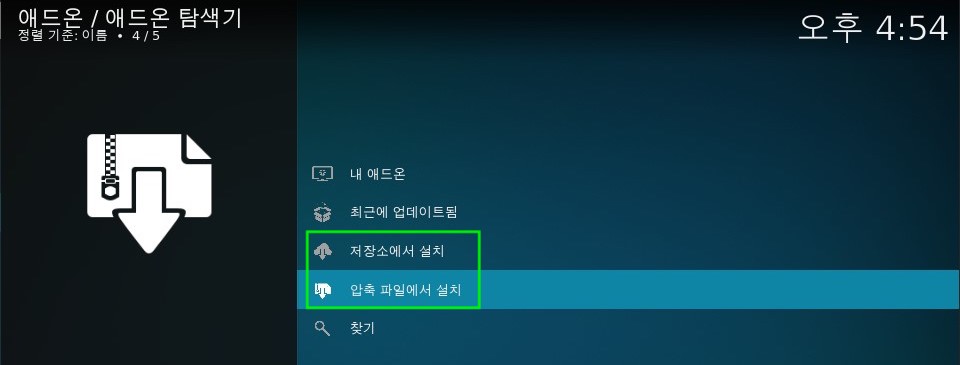 애드온 / 애드온 탐색기
정렬 기준: 이름 • 4 / 5
오후 4:54
내 애드온
최근에 업데이트됨
저장소에서 설치
압축 파일에서 설치
찾기